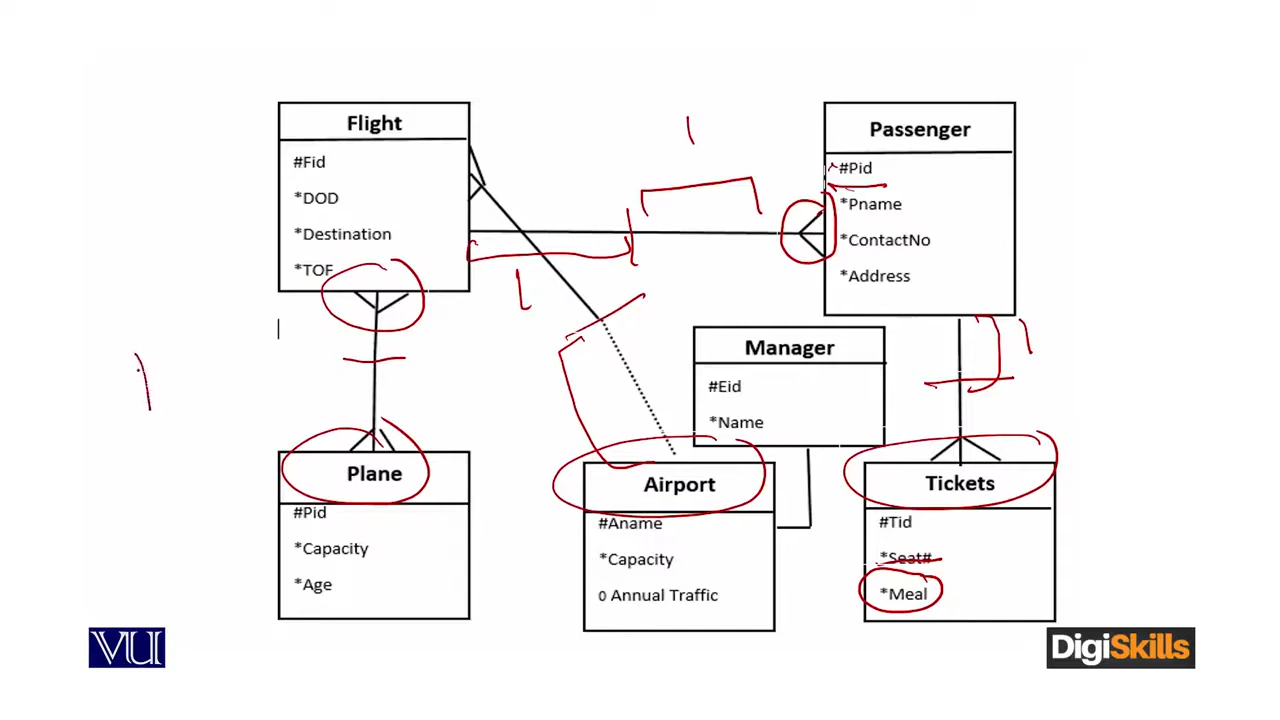 Flight
#Fid
*DOD
*Destination
*TOF
Passenger
#Pid
*Pname
*ContactNo
*Address
Manager
#Eid
*Name
Plane
#Pid
*Capacity
*Age
Airport
#Aname
*Capacity
0 Annual Traffic
Tickets
#Tid
*Seat#
*Meal
VU
DigiSkills